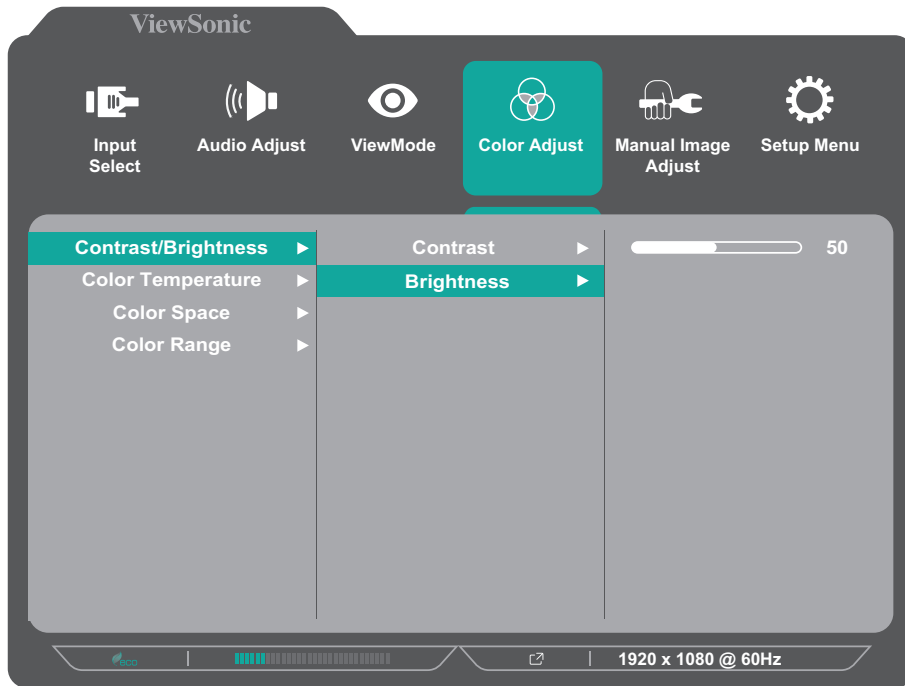 ViewSonic
Input
Select
Audio Adjust
ViewMode
Color Adjust
Manual Image
Adjust
Setup Menu
Contrast/Brightness
Color Temperature
Color Space
Color Range
Contrast
Brightness
50
eco
1920 x 1080 @ 60Hz